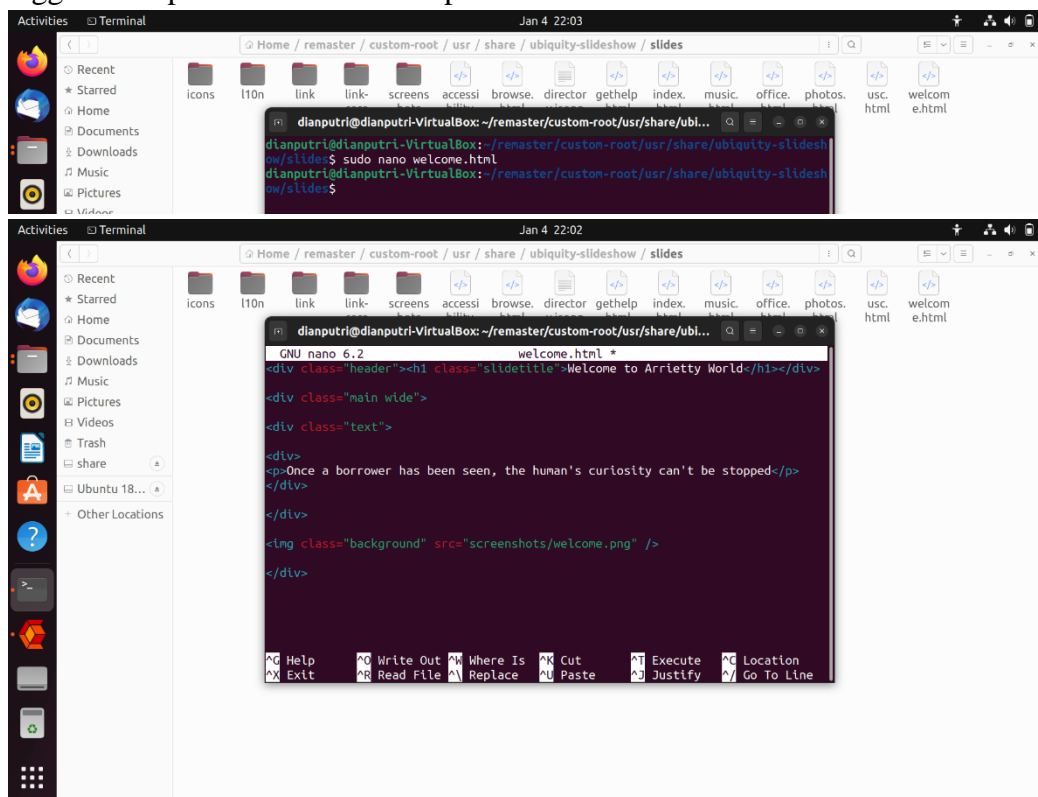 Activities Terminal Jan 4 22:03
Home / remaster / custom-root / usr / share / ubiquity-slideshow / slides
Recent
Starred
Home
Documents
Downloads
Music
Pictures
icons l10n link link- screens accessi browse. director gethelp index. music. office. photos. usc. welcom
html e.html
dianputri@dianputri-VirtualBox: ~/remaster/custom-root/usr/share/ubi...
dianputri@dianputri-VirtualBox:~/remaster/custom-root/usr/share/ubiquity-slidesh
ow/slides$ sudo nano welcome.html
dianputri@dianputri-VirtualBox:~/remaster/custom-root/usr/share/ubiquity-slidesh
ow/slides$
Activities Terminal Jan 4 22:02
Home / remaster / custom-root / usr / share / ubiquity-slideshow / slides
Recent
Starred
Home
Documents
Downloads
Music
Pictures
Videos
Trash
share
Ubuntu 18...
+ Other Locations
icons l10n link link- screens accessi browse. director gethelp index. music. office. photos. usc. welcom
html e.html
dianputri@dianputri-VirtualBox: ~/remaster/custom-root/usr/share/ubi...
GNU nano 6.2 welcome.html *
<div class="header"><h1 class="slidetitle">Welcome to Arrietty World</h1></div>
<div class="main wide">
<div class="text">
<div>
<p>Once a borrower has been seen, the human's curiosity can't be stopped</p>
</div>
</div>
<img class="background" src="screenshots/welcome.png" />
</div>
^G Help ^O Write Out ^W Where Is ^K Cut ^T Execute ^C Location
^X Exit ^R Read File ^\ Replace ^U Paste ^J Justify ^/ Go To Line